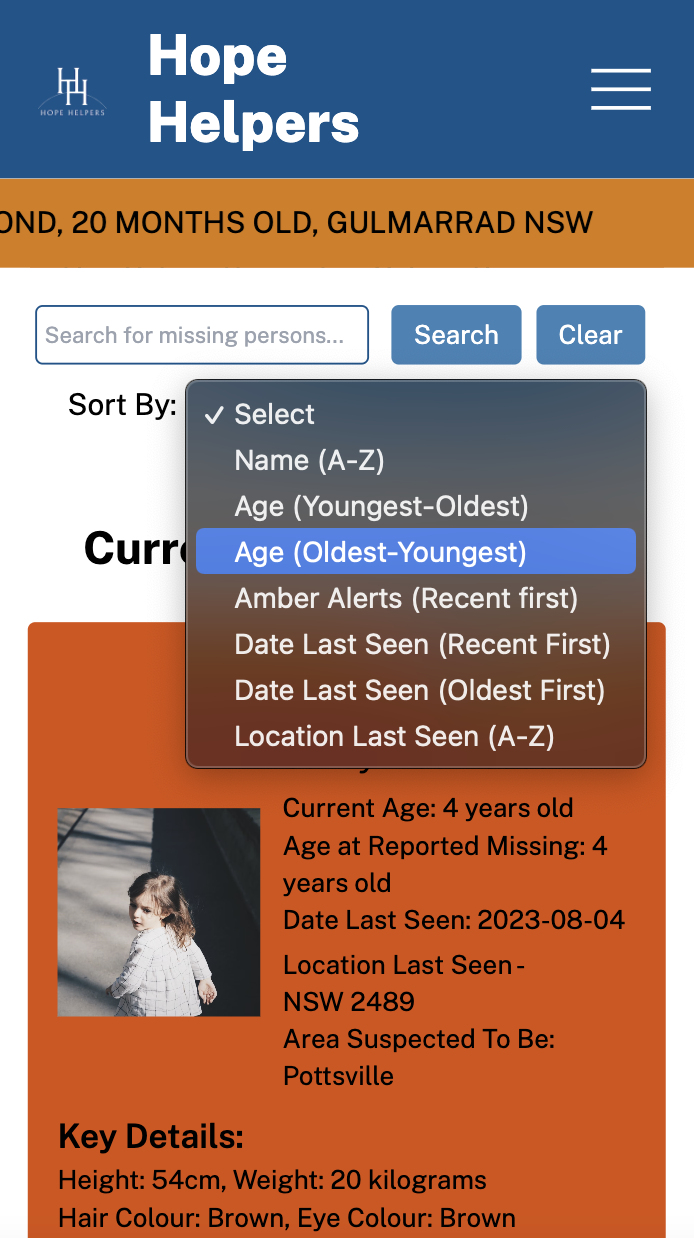 HOPE HELPERS
Hope
Helpers
OND, 20 MONTHS OLD, GULMARRAD NSW
Search for missing persons...
Search
Clear
Sort By:
✓ Select
Name (A-Z)
Age (Youngest-Oldest)
Age (Oldest-Youngest)
Amber Alerts (Recent first)
Date Last Seen (Recent First)
Date Last Seen (Oldest First)
Location Last Seen (A-Z)
Curr
Current Age: 4 years old
Age at Reported Missing: 4
years old
Date Last Seen: 2023-08-04
Location Last Seen -
NSW 2489
Area Suspected To Be:
Pottsville
Key Details:
Height: 54cm, Weight: 20 kilograms
Hair Colour: Brown, Eye Colour: Brown